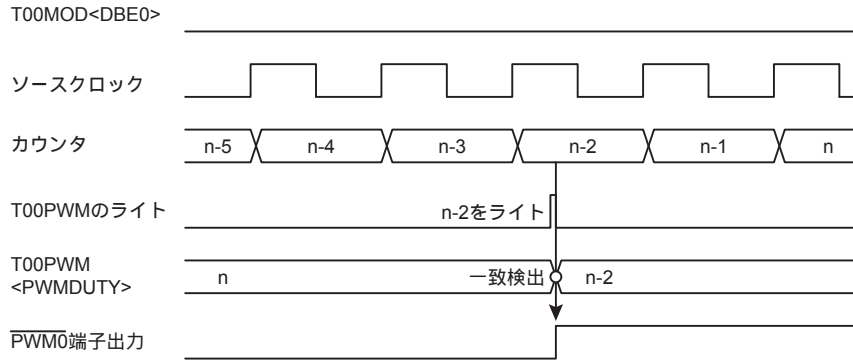 T00MOD<DBE0>
ソースクロック
カウンタ n-5 n-4 n-3 n-2 n-1 n
T00PWMのライト n-2をライト
T00PWM
<PWMDUTY> n 一致検出 n-2
PWM0端子出力